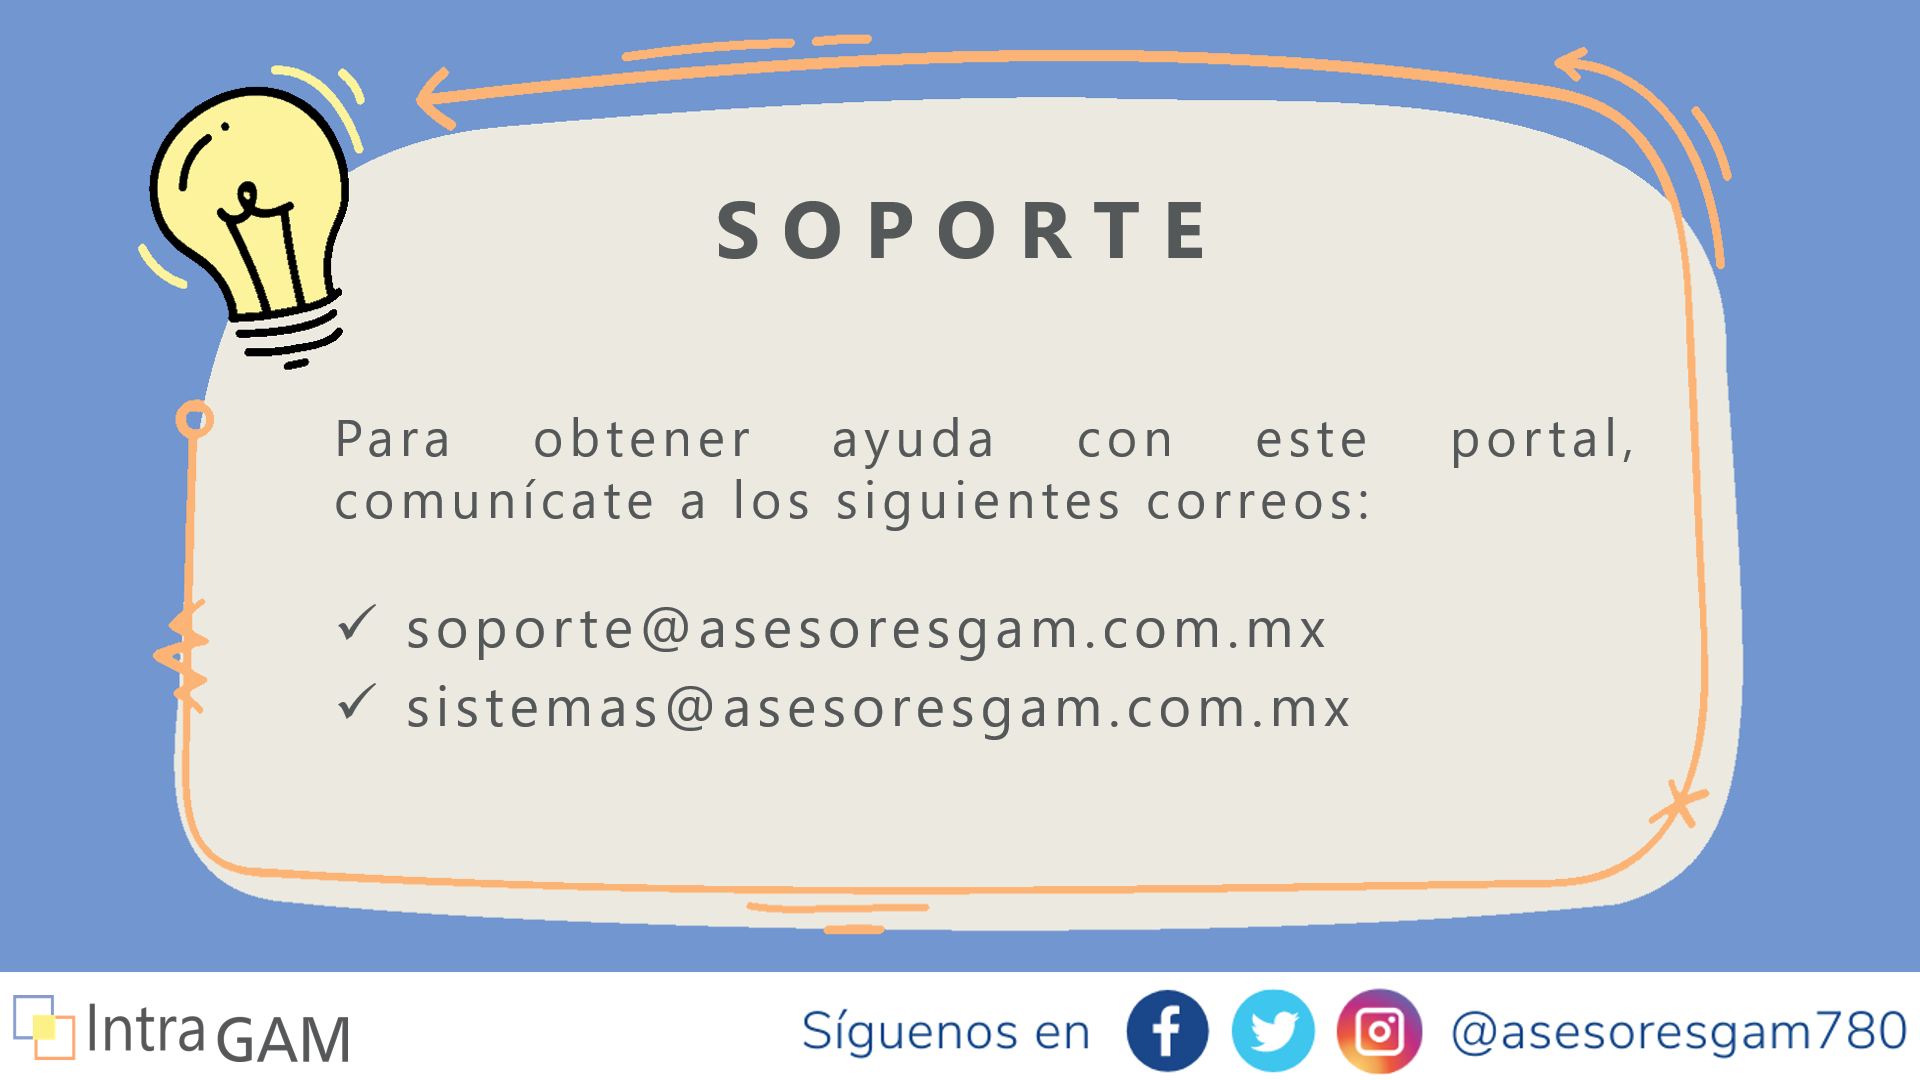 SOPORTE
Para obtener ayuda con este portal,
comunícate a los siguientes correos:
✓ soporte@asesoresgam.com.mx
✓ sistemas@asesoresgam.com.mx
Intra GAM
Síguenos en @asesoresgam780